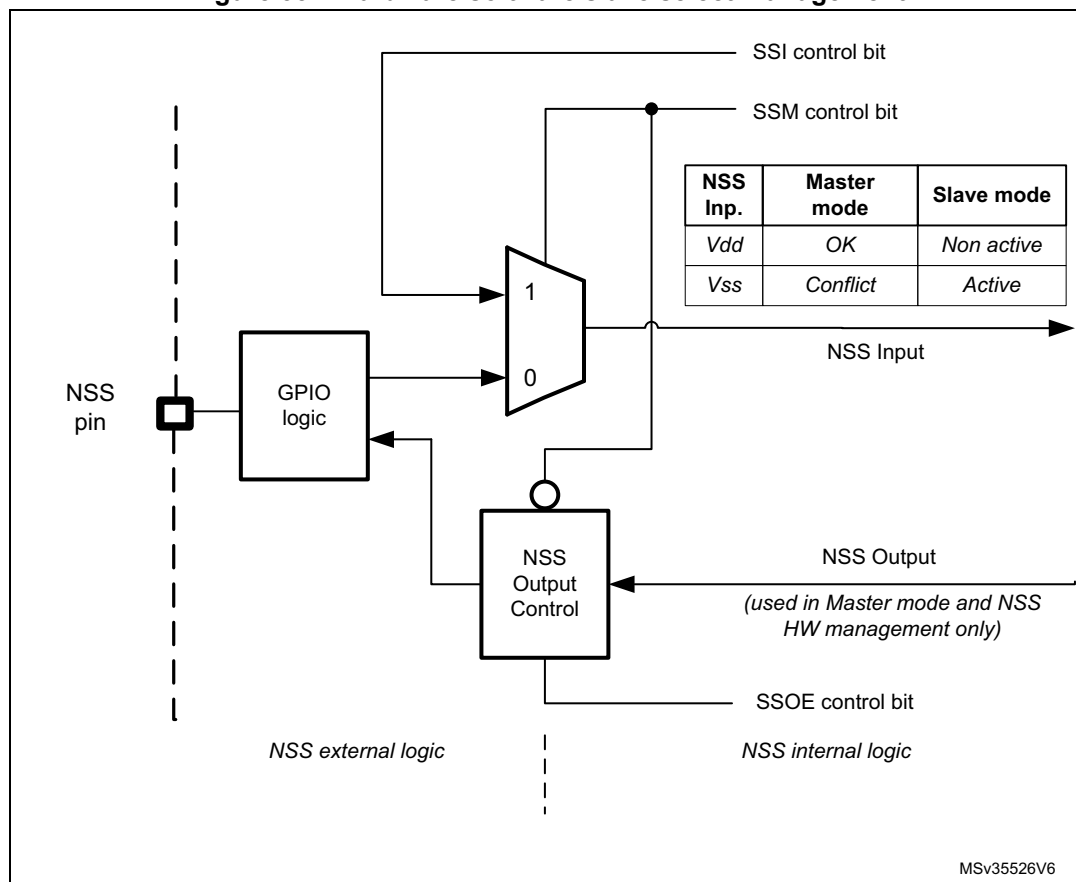 SSI control bit
SSM control bit
NSS Inp. Master mode Slave mode
Vdd OK Non active
Vss Conflict Active
1
NSS Input
0
GPIO
logic
NSS
pin
NSS
Output
Control
NSS Output
(used in Master mode and NSS
HW management only)
SSOE control bit
NSS external logic
NSS internal logic
MSv35526V6